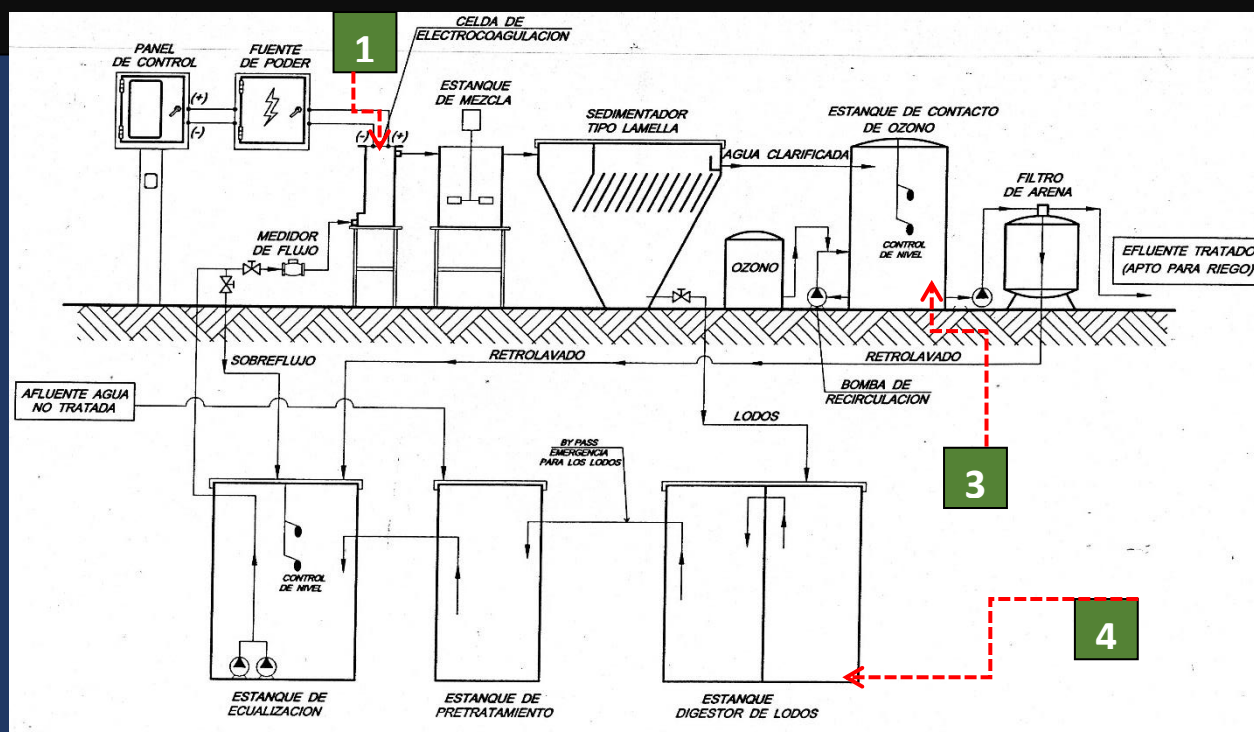 PANEL
DE CONTROL
FUENTE
DE PODER
1
CELDA DE
ELECTROCOAGULACION
ESTANQUE
DE MEZCLA
SEDIMENTADOR
TIPO LAMELLA
ESTANQUE DE CONTACTO
DE OZONO
(+)
(-)
(-)
(+)
AGUA CLARIFICADA
FILTRO
DE ARENA
CONTROL
DE NIVEL
MEDIDOR
DE FLUJO
OZONO
EFLUENTE TRATADO
(APTO PARA RIEGO)
SOBREFLUJO
RETROLAVADO
RETROLAVADO
AFLUENTE AGUA
NO TRATADA
BOMBA DE
RECIRCULACION
LODOS
BY PASS
EMERGENCIA
PARA LOS LODOS
3
CONTROL
DE NIVEL
4
ESTANQUE DE
ECUALIZACION
ESTANQUE DE
PRETRATAMIENTO
ESTANQUE
DIGESTOR DE LODOS